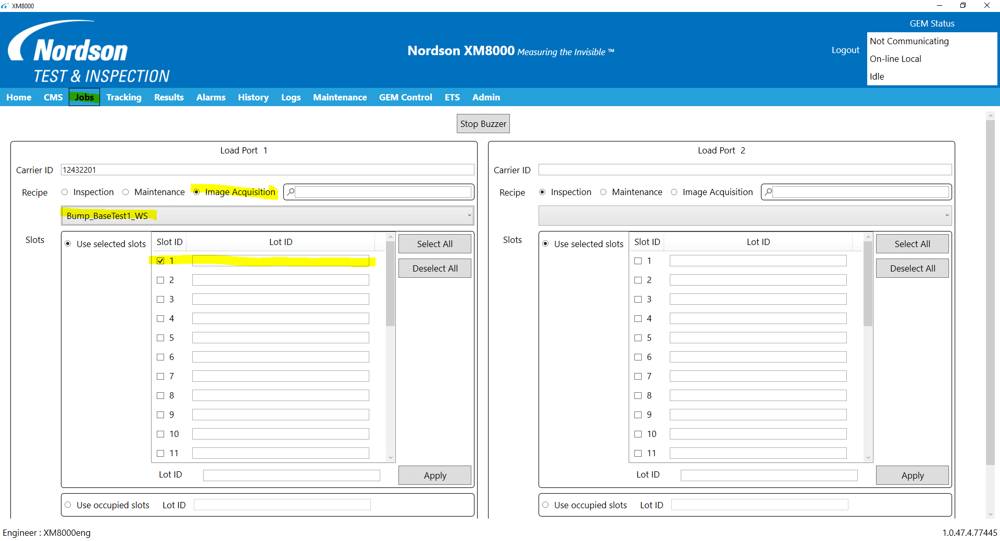 XM8000
GEM Status
Nordson
TEST & INSPECTION
Nordson XM8000 Measuring the Invisible ™
Logout
Not Communicating
On-line Local
Idle
Home CMS Jobs Tracking Results Alarms History Logs Maintenance GEM Control ETS Admin
Stop Buzzer
Load Port 1
Carrier ID 12432201
Recipe Inspection Maintenance Image Acquisition
Bump_BaseTest1_WS
Slots Use selected slots Slot ID Lot ID Select All
Deselect All
1
2
3
4
5
6
7
8
9
10
11
Lot ID Apply
Use occupied slots Lot ID
Load Port 2
Carrier ID
Recipe Inspection Maintenance Image Acquisition
Slots Use selected slots Slot ID Lot ID Select All
Deselect All
1
2
3
4
5
6
7
8
9
10
11
Lot ID Apply
Use occupied slots Lot ID
Engineer : XM8000eng
1.0.47.4.77445